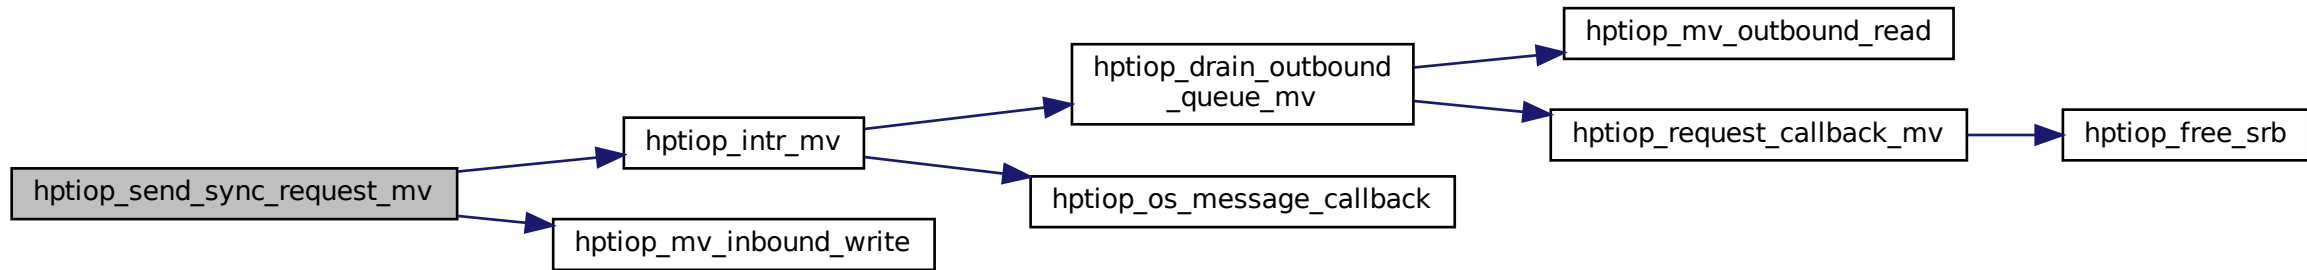 hptiop_send_sync_request_mv
hptiop_intr_mv
hptiop_drain_outbound
_queue_mv
hptiop_mv_outbound_read
hptiop_request_callback_mv
hptiop_free_srb
hptiop_os_message_callback
hptiop_mv_inbound_write